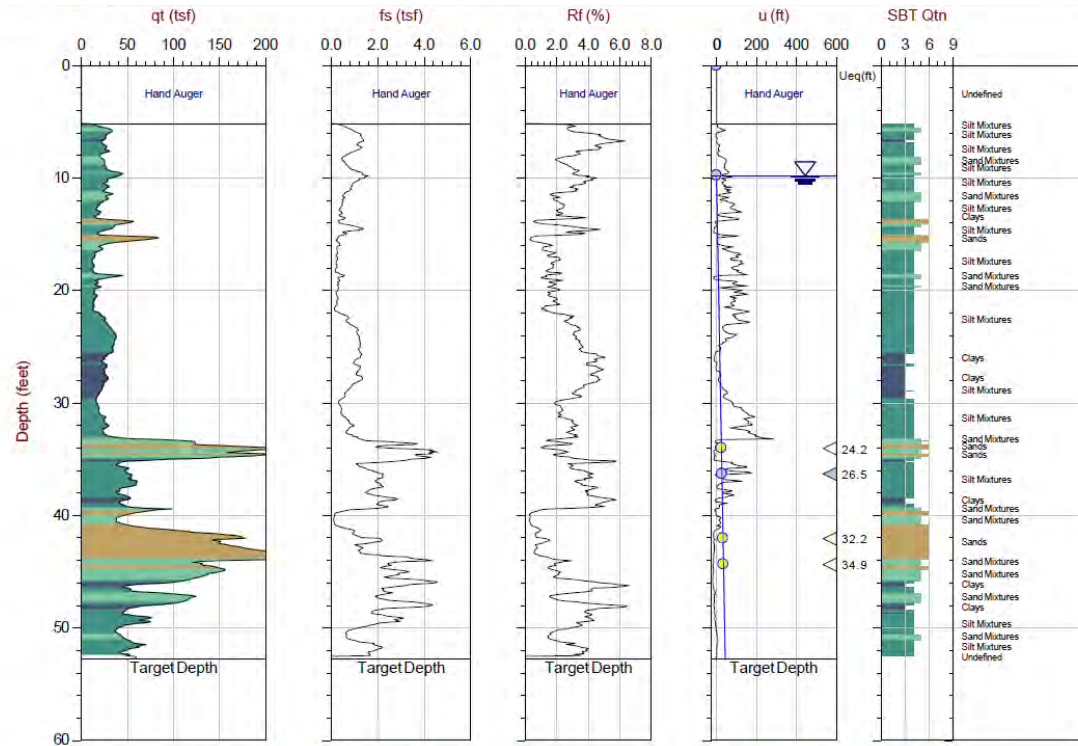 qt (tsf) fs (tsf) Rf (%) u (ft) SBT Qtn
0 50 100 150 200 0.0 2.0 4.0 6.0 0.0 2.0 4.0 6.0 8.0 0 200 400 600 0 3 6 9
0
Ueq(ft)
Hand Auger Hand Auger Hand Auger Hand Auger Undefined
Silt Mixtures
Silt Mixtures
Silt Mixtures
Sand Mixtures
Silt Mixtures
10
Silt Mixtures
Sand Mixtures
Silt Mixtures
Clays
Silt Mixtures
Sands
Silt Mixtures
Sand Mixtures
Sand Mixtures
20
Silt Mixtures
Clays
Clays
Silt Mixtures
30
Silt Mixtures
Depth (feet)
Sand Mixtures
Sands
24.2
Sands
26.5
Silt Mixtures
Clays
Sand Mixtures
40
Sand Mixtures
32.2
Sands
Sand Mixtures
34.9
Sand Mixtures
Clays
Sand Mixtures
Clays
Silt Mixtures
50
Sand Mixtures
Silt Mixtures
Undefined
Target Depth Target Depth Target Depth Target Depth
60